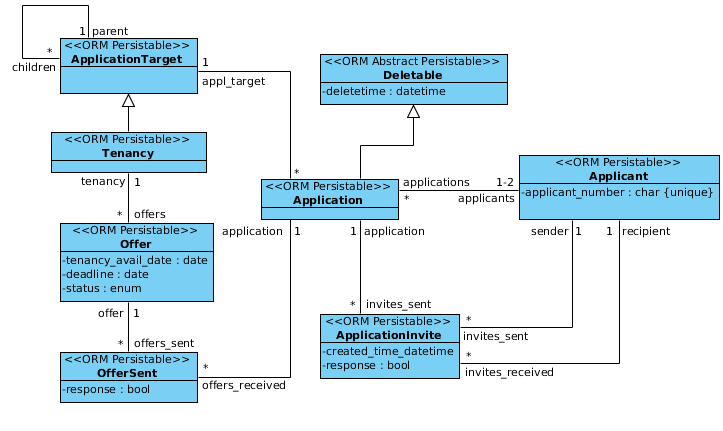 1 parent
<<ORM Persistable>>
ApplicationTarget
*
children
1
appl_target
<<ORM Abstract Persistable>>
Deletable
-deletetime : datetime
<<ORM Persistable>>
Tenancy
tenancy 1
* offers
<<ORM Persistable>>
Offer
-tenancy_avail_date : date
-deadline : date
-status : enum
offer 1
* offers_sent
<<ORM Persistable>>
OfferSent
-response : bool
*
offers_received
*
<<ORM Persistable>>
Application
applications 1-2
* applicants
<<ORM Persistable>>
Applicant
-applicant_number : char {unique}
application 1
1 application
sender 1
1 recipient
* invites_sent
<<ORM Persistable>>
ApplicationInvite
-created_time_datetime
-response : bool
*
invites_sent
*
invites_received